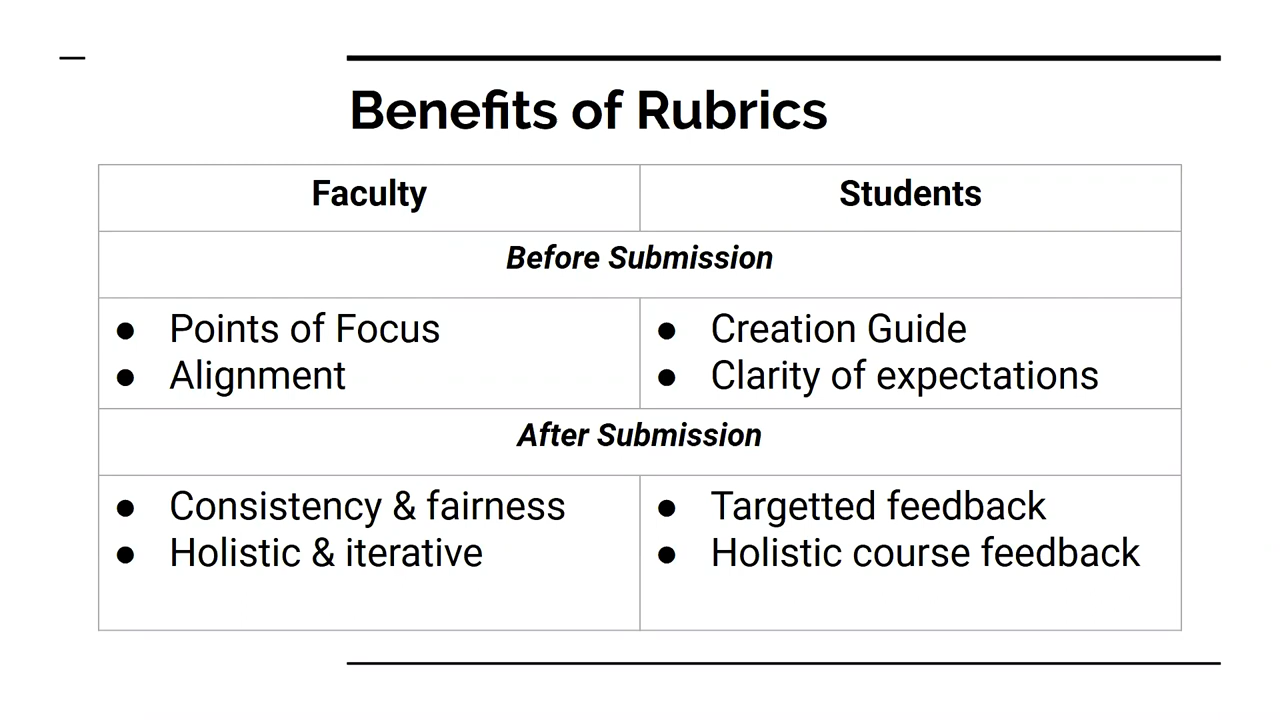 Benefits of Rubrics
Faculty
Students
Before Submission
● Points of Focus
● Alignment
● Creation Guide
● Clarity of expectations
After Submission
● Consistency & fairness
● Holistic & iterative
● Targetted feedback
● Holistic course feedback